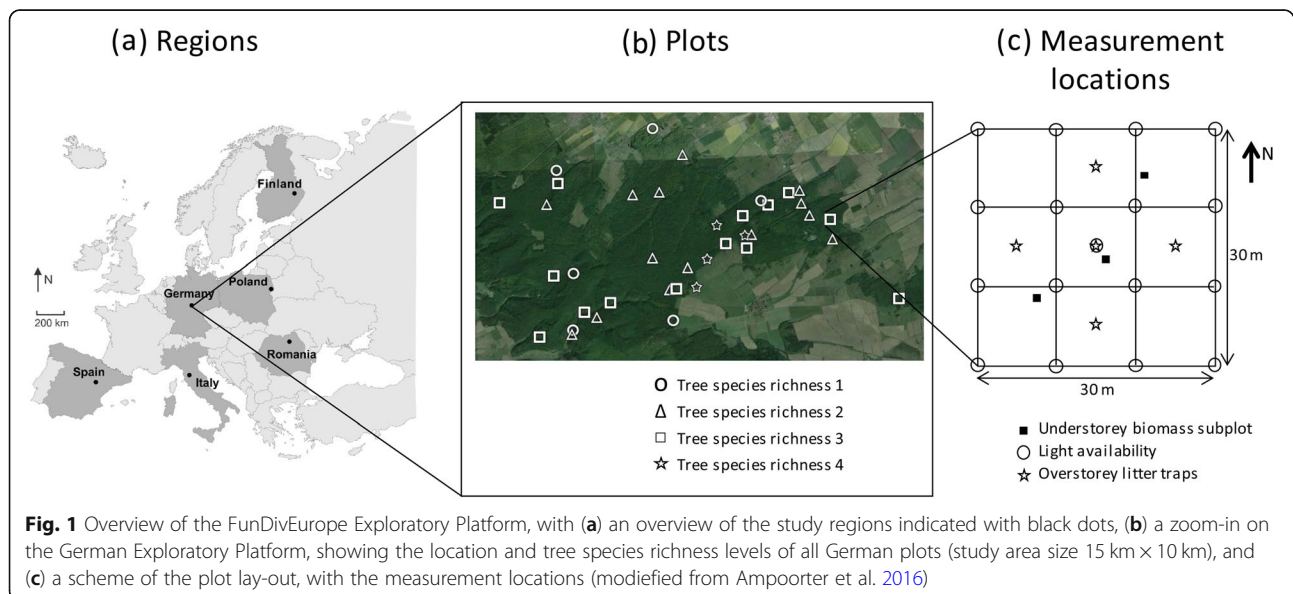 (a) Regions
(b) Plots
(c) Measurement
locations
Finland
Poland
Germany
N
200 km
Romania
Spain
Italy
Tree species richness 1
Tree species richness 2
Tree species richness 3
Tree species richness 4
N
30 m
30 m
Understorey biomass subplot
Light availability
Overstorey litter traps
Fig. 1 Overview of the FunDivEurope Exploratory Platform, with (a) an overview of the study regions indicated with black dots, (b) a zoom-in on
the German Exploratory Platform, showing the location and tree species richness levels of all German plots (study area size 15 km × 10 km), and
(c) a scheme of the plot lay-out, with the measurement locations (modiefied from Ampoorter et al. 2016)